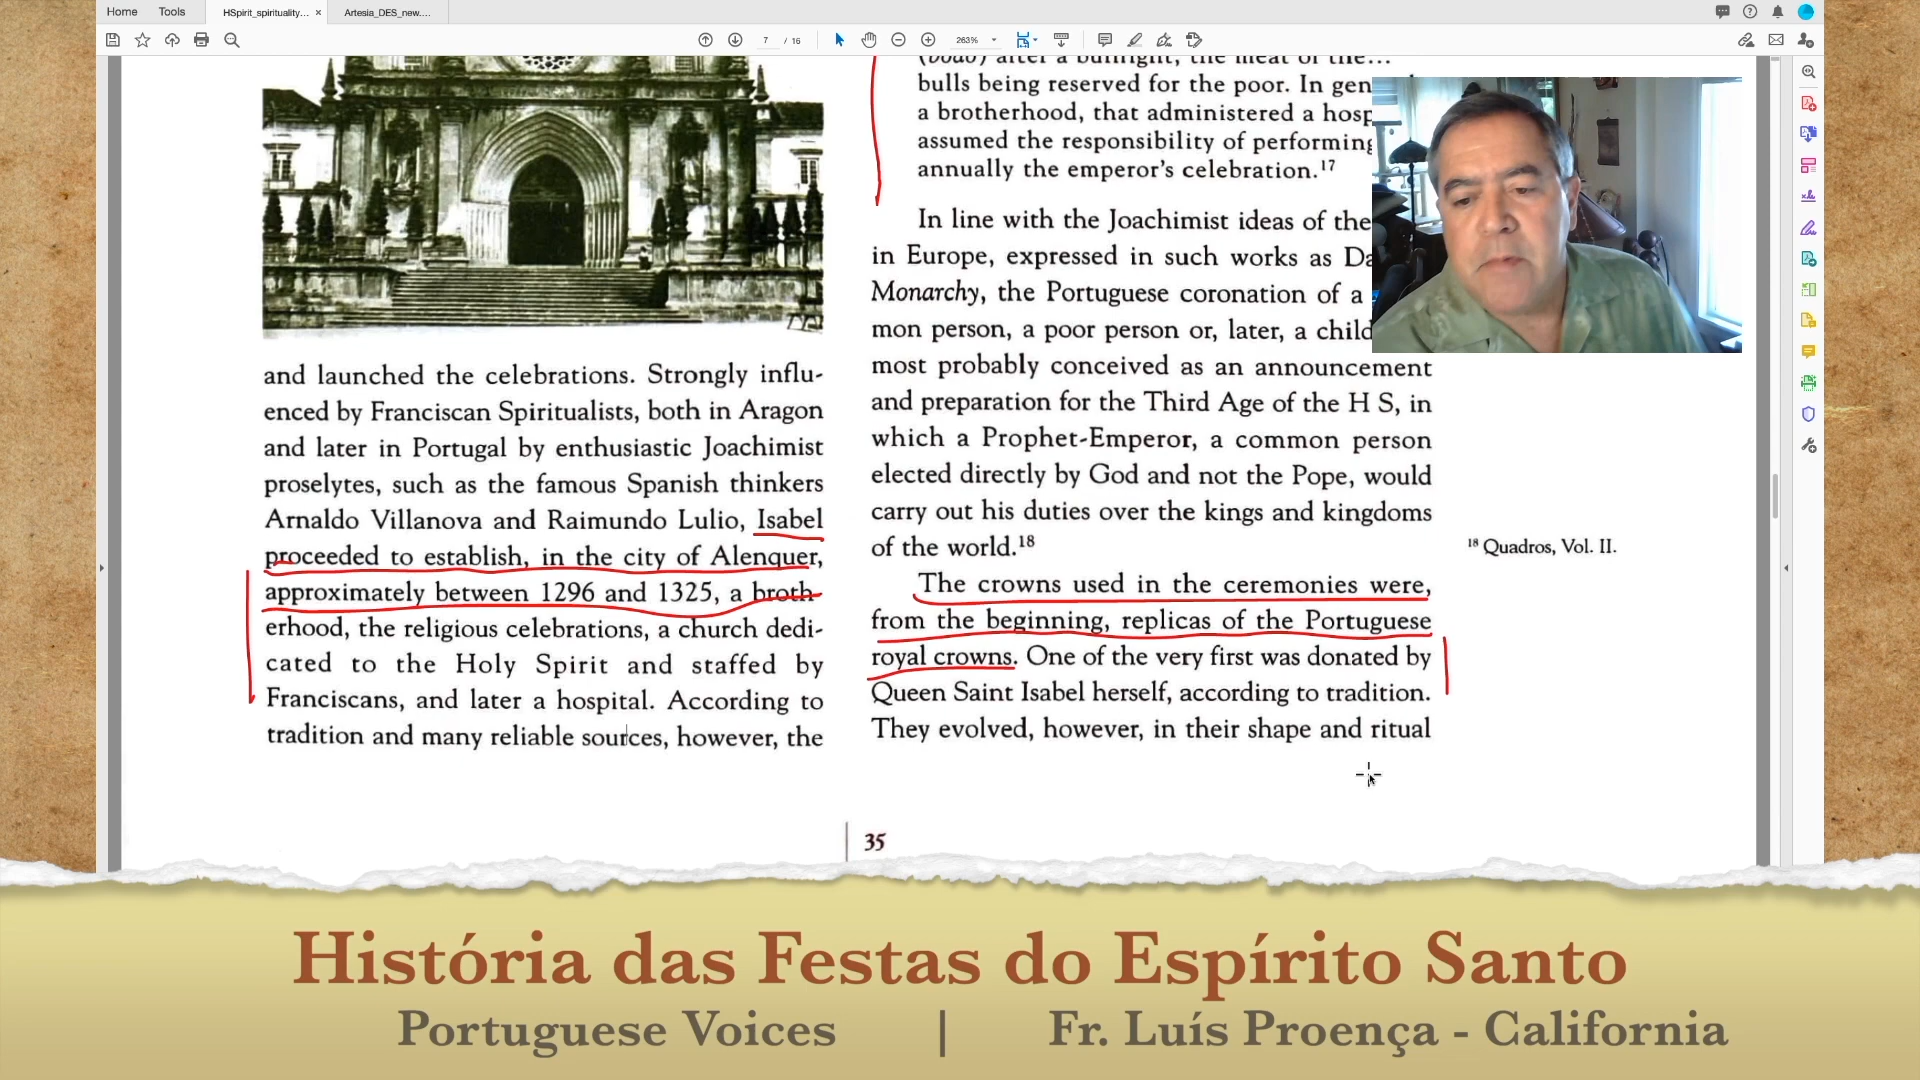 Home Tools HSpirit_spirituality... × Artesia_DES_new....
7 / 16 263%
and launched the celebrations. Strongly influ-
enced by Franciscan Spiritualists, both in Aragon
and later in Portugal by enthusiastic Joachimist
proselytes, such as the famous Spanish thinkers
Arnaldo Villanova and Raimundo Lulio, Isabel
proceeded to establish, in the city of Alenquer,
approximately between 1296 and 1325, a broth-
erhood, the religious celebrations, a church dedi-
cated to the Holy Spirit and staffed by
Franciscans, and later a hospital. According to
tradition and many reliable sources, however, the
(bodo) after a bullfight, the meat of the...
bulls being reserved for the poor. In gen
a brotherhood, that administered a hosp
assumed the responsibility of performing
annually the emperor's celebration.17
In line with the Joachimist ideas of the
in Europe, expressed in such works as Da
Monarchy, the Portuguese coronation of a
mon person, a poor person or, later, a child
most probably conceived as an announcement
and preparation for the Third Age of the H S, in
which a Prophet-Emperor, a common person
elected directly by God and not the Pope, would
carry out his duties over the kings and kingdoms
of the world.18
18 Quadros, Vol. II.
The crowns used in the ceremonies were,
from the beginning, replicas of the Portuguese
royal crowns. One of the very first was donated by
Queen Saint Isabel herself, according to tradition.
They evolved, however, in their shape and ritual
35
História das Festas do Espírito Santo
Portuguese Voices | Fr. Luís Proença - California